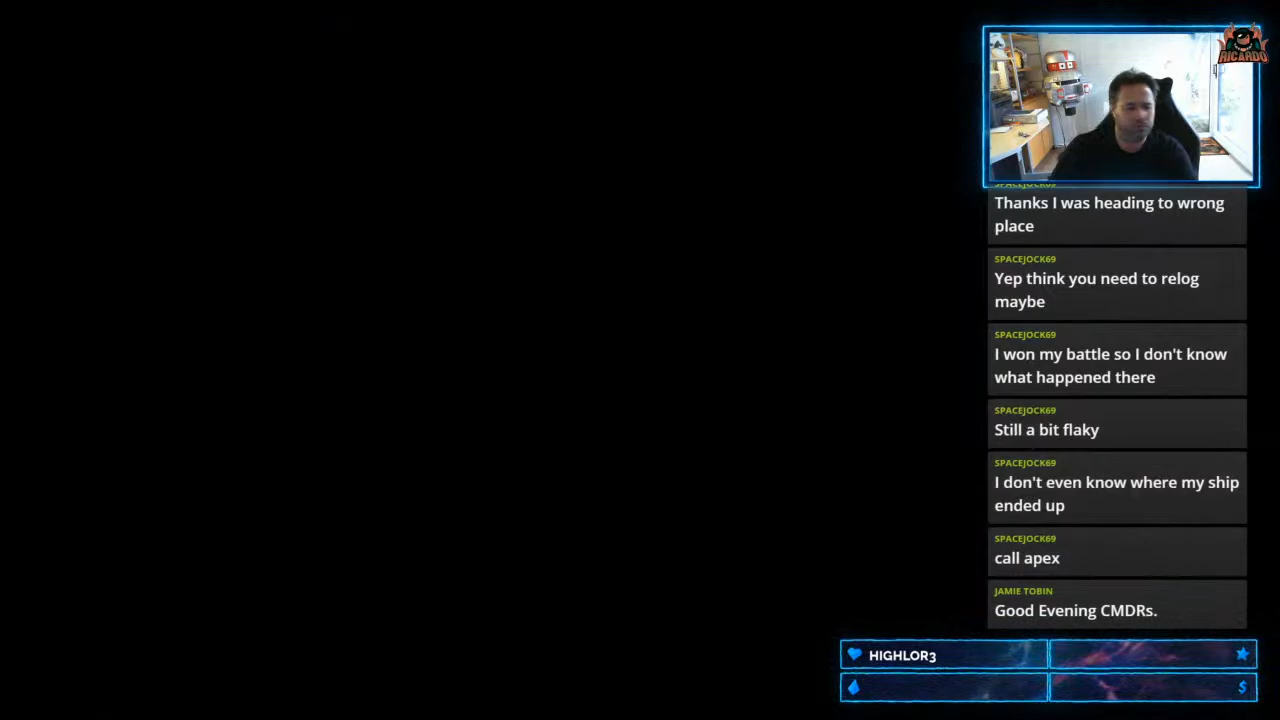 RICARDO
SPACEJOCK69
Thanks I was heading to wrong
place
SPACEJOCK69
Yep think you need to relog
maybe
SPACEJOCK69
I won my battle so I don't know
what happened there
SPACEJOCK69
Still a bit flaky
SPACEJOCK69
I don't even know where my ship
ended up
SPACEJOCK69
call apex
JAMIE TOBIN
Good Evening CMDRs.
HIGHLOR3
$